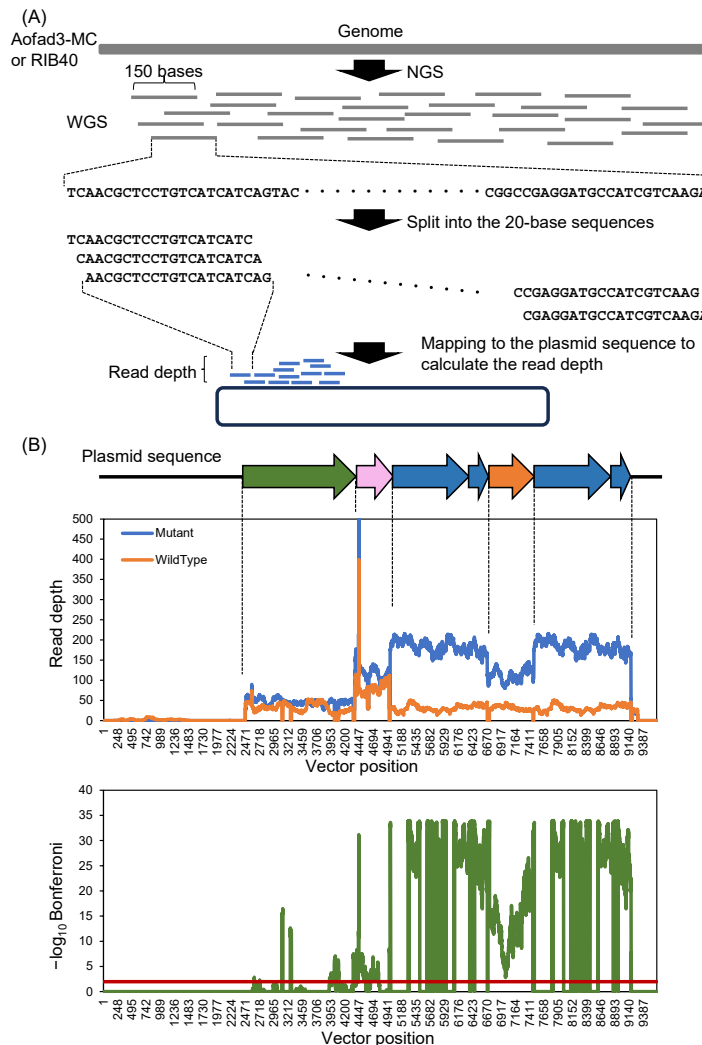 (A)
Aofad3-MC
or RIB40
Genome
150 bases
NGS
WGS
TCAACGCTCCTGTCATCATCAGTAC · · · · · · · · · · · · CGGCCGAGGATGCCATCGTCAAGA
Split into the 20-base sequences
TCAACGCTCCTGTCATCATC
CAACGCTCCTGTCATCATCA
AACGCTCCTGTCATCATCAG
CCGAGGATGCCATCGTCAAG
CGAGGATGCCATCGTCAAGA
Mapping to the plasmid sequence to
calculate the read depth
Read depth
(B)
Plasmid sequence
Mutant
WildType
Read depth
500
450
400
350
300
250
200
150
100
50
0
1 248 495 742 989 1236 1483 1730 1977 2224 2471 2718 2965 3212 3459 3706 3953 4200 4447 4694 4941 5188 5435 5682 5929 6176 6423 6670 6917 7164 7411 7658 7905 8152 8399 8646 8893 9140 9387
Vector position
−log10 Bonferroni
40
35
30
25
20
15
10
5
0
1 248 495 742 989 1236 1483 1730 1977 2224 2471 2718 2965 3212 3459 3706 3953 4200 4447 4694 4941 5188 5435 5682 5929 6176 6423 6670 6917 7164 7411 7658 7905 8152 8399 8646 8893 9140 9387
Vector position